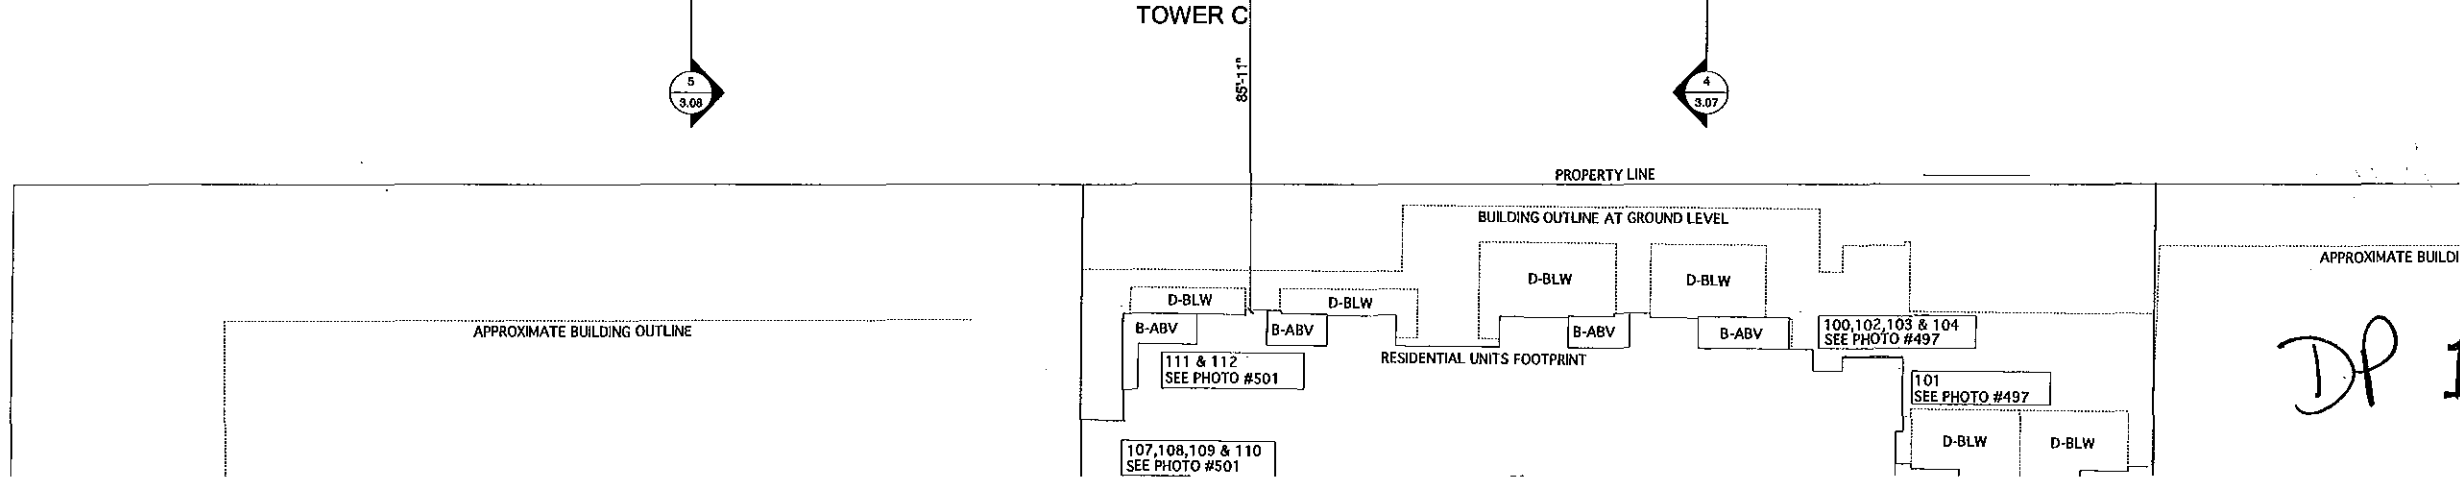 TOWER C
85'-11"
5
3.08
4
3.07
PROPERTY LINE
BUILDING OUTLINE AT GROUND LEVEL
APPROXIMATE BUILDI
D-BLW
D-BLW
D-BLW
D-BLW
APPROXIMATE BUILDING OUTLINE
B-ABV
B-ABV
B-ABV
B-ABV
100,102,103 & 104
SEE PHOTO #497
RESIDENTIAL UNITS FOOTPRINT
111 & 112
SEE PHOTO #501
101
SEE PHOTO #497
DP 1
107,108,109 & 110
SEE PHOTO #501
D-BLW
D-BLW